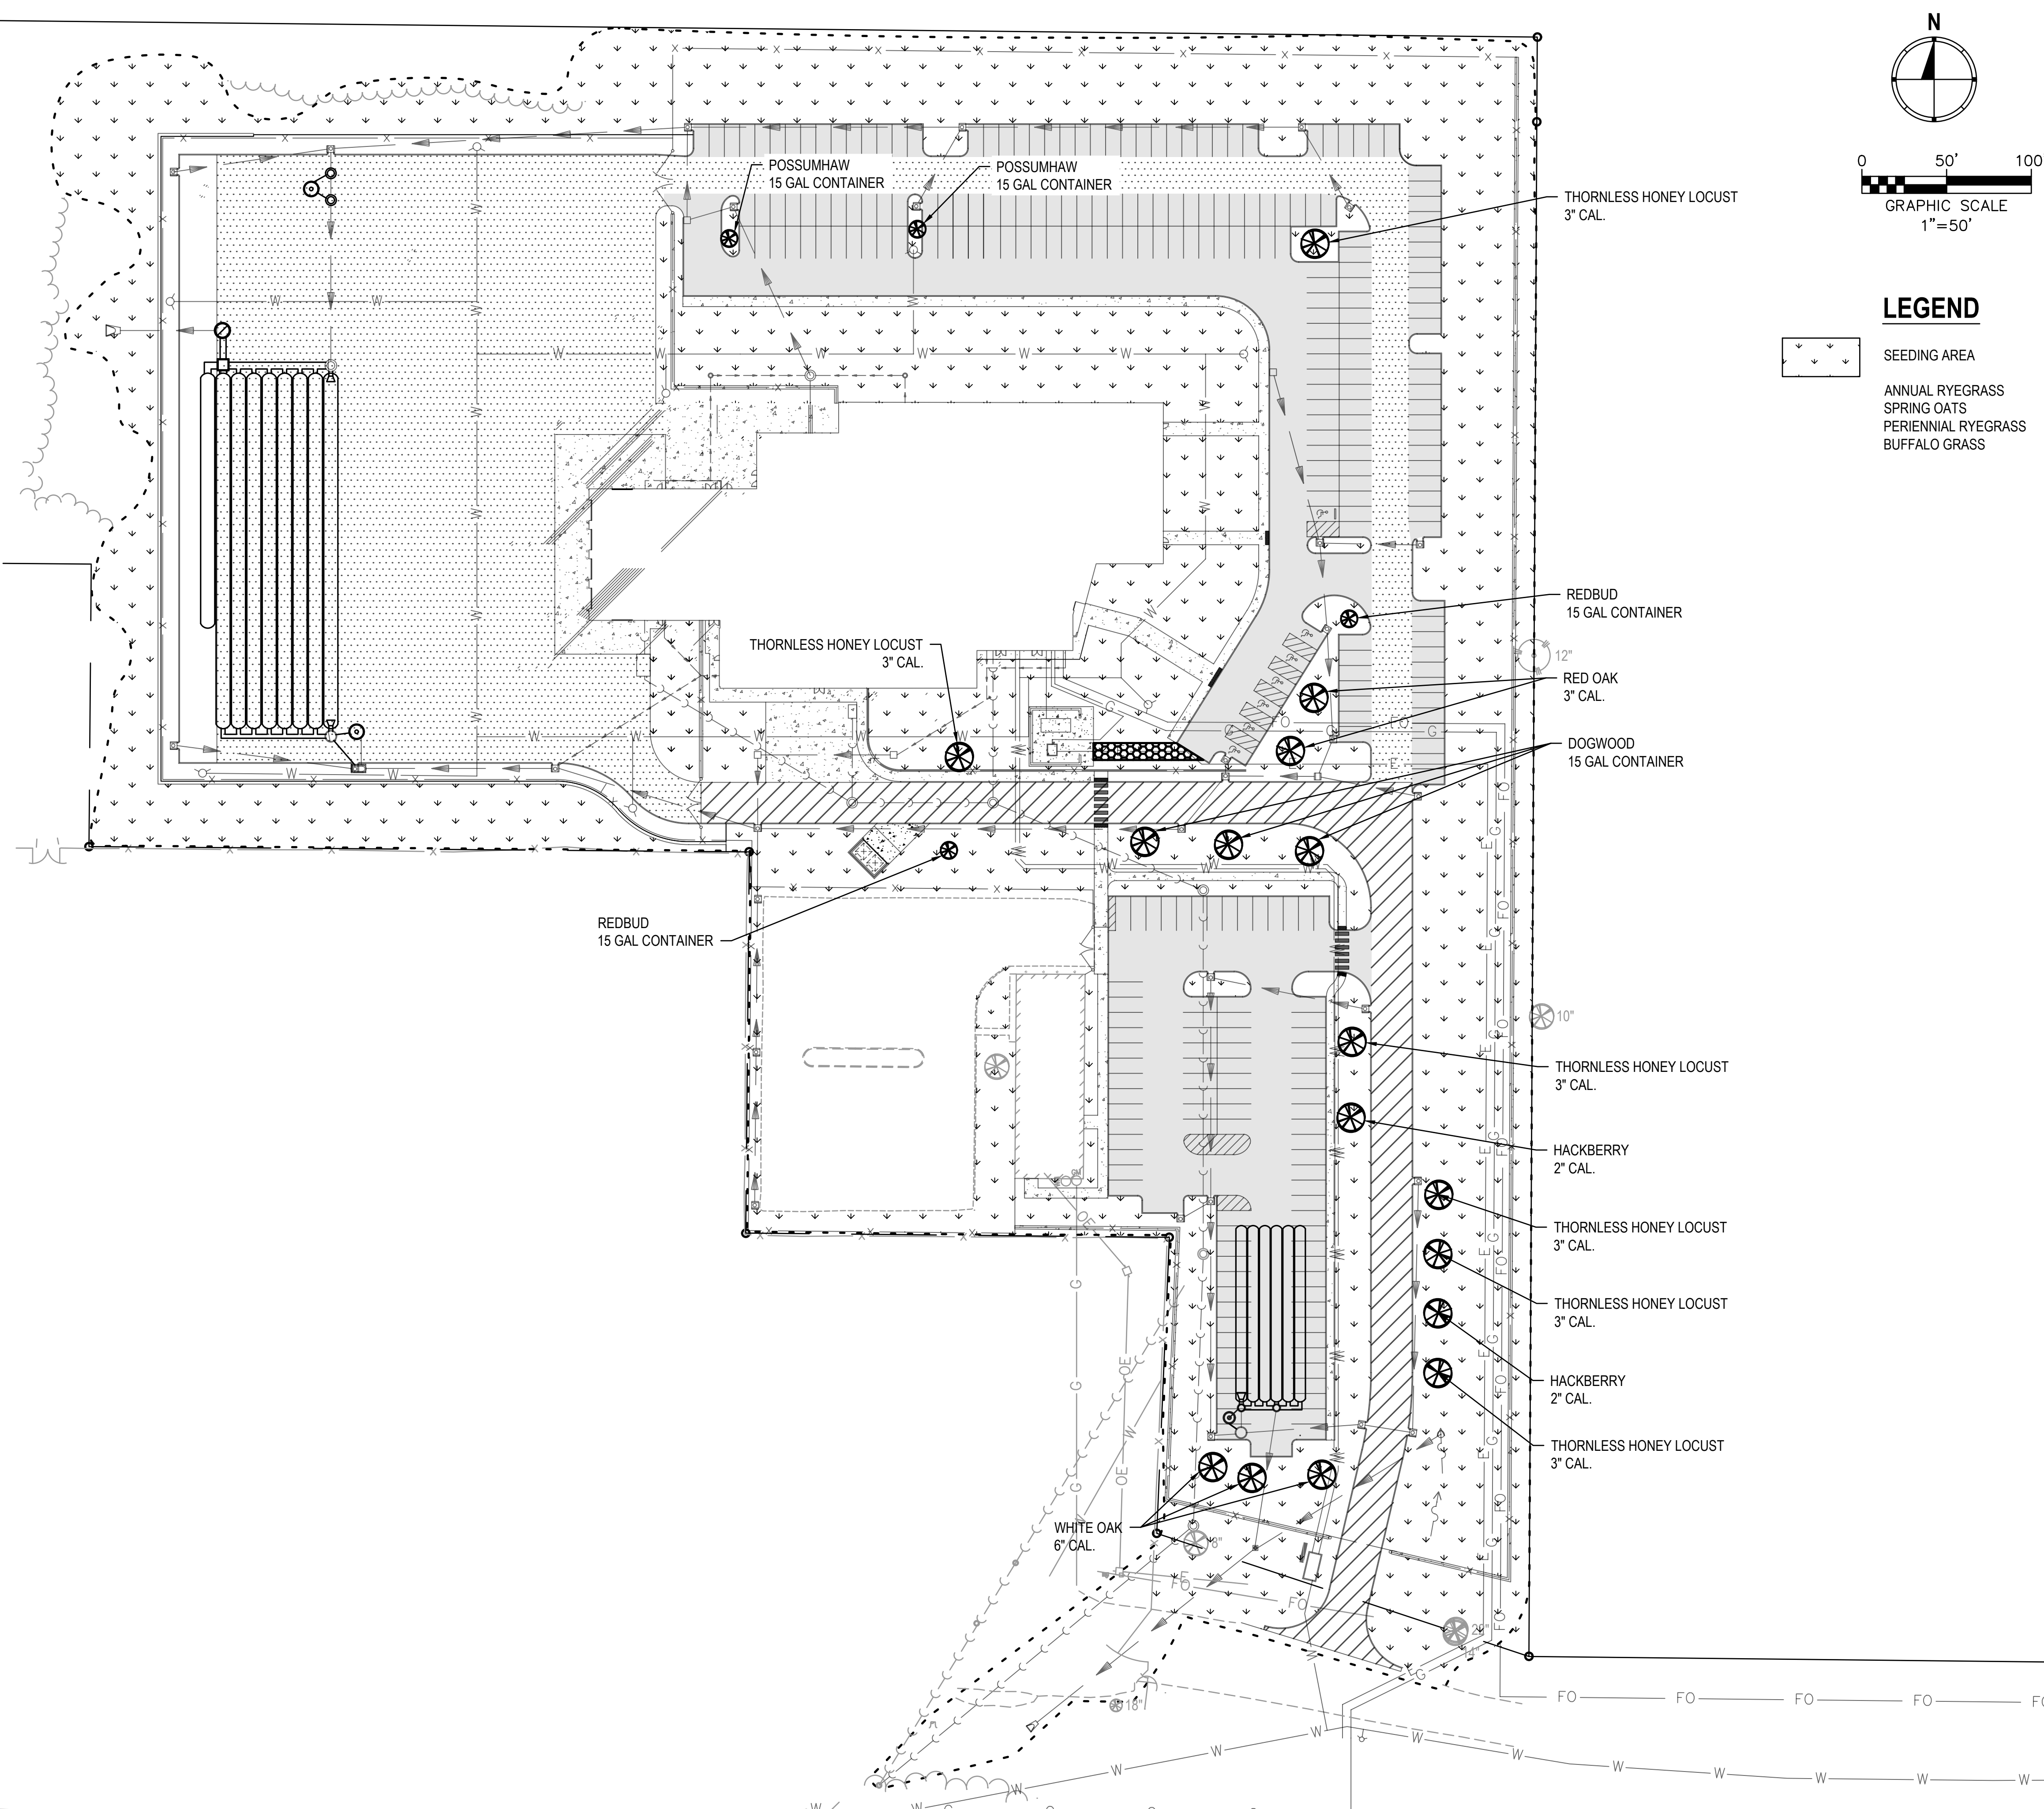 N
0 50' 100
GRAPHIC SCALE
1"=50'
LEGEND
SEEDING AREA
ANNUAL RYEGRASS
SPRING OATS
PERIENNIAL RYEGRASS
BUFFALO GRASS
POSSUMHAW
15 GAL CONTAINER
POSSUMHAW
15 GAL CONTAINER
THORNLESS HONEY LOCUST
3" CAL.
REDBUD
15 GAL CONTAINER
12"
THORNLESS HONEY LOCUST
3" CAL.
RED OAK
3" CAL.
DOGWOOD
15 GAL CONTAINER
REDBUD
15 GAL CONTAINER
10"
THORNLESS HONEY LOCUST
3" CAL.
HACKBERRY
2" CAL.
THORNLESS HONEY LOCUST
3" CAL.
THORNLESS HONEY LOCUST
3" CAL.
HACKBERRY
2" CAL.
THORNLESS HONEY LOCUST
3" CAL.
WHITE OAK
6" CAL.
8"
14"
18"
FO FO FO FO
W W W W W W W W